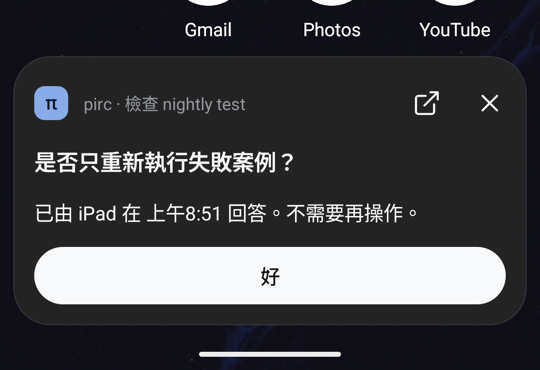 Gmail Photos YouTube
π pirc · 檢查 nightly test
是否只重新執行失敗案例？
已由 iPad 在 上午8:51 回答。不需要再操作。
好